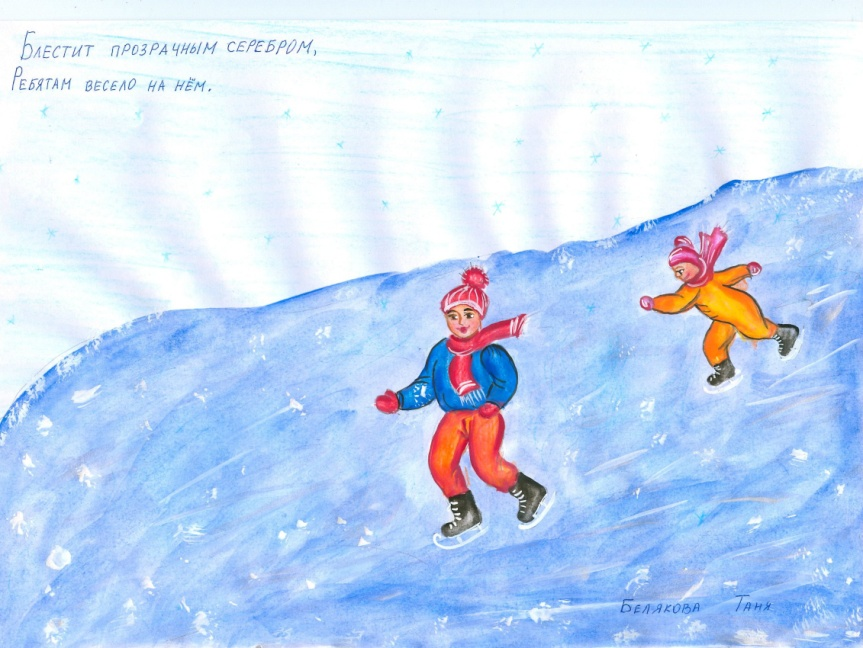 Блестит прозрачным серебром,
Ребятам весело на нём.
Белякова Таня